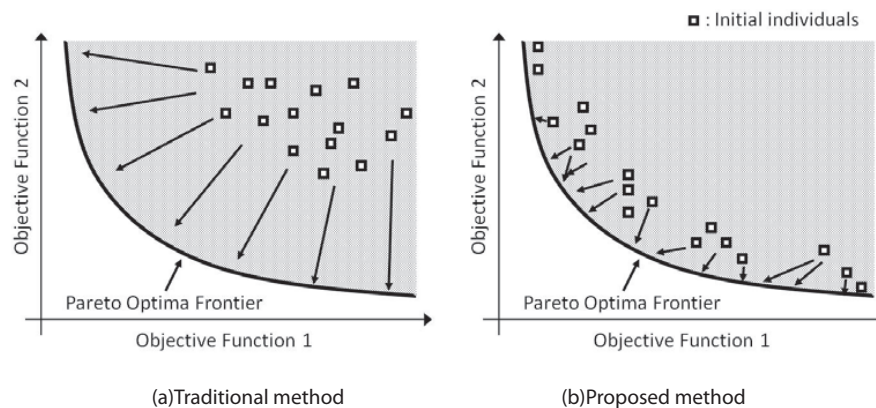 : Initial individuals
Objective Function 2
Pareto Optima Frontier
Objective Function 1
(a)Traditional method
Objective Function 2
Pareto Optima Frontier
Objective Function 1
(b)Proposed method